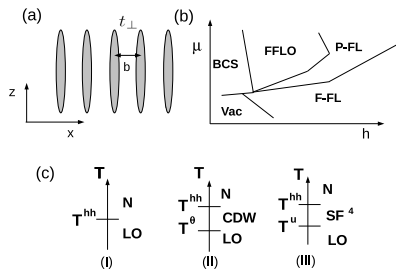 (a)
t⊥
b
z
x
(b)
μ
BCS
FFLO
P-FL
F-FL
Vac
h
(c)
T
T^hh
N
LO
(I)
T
T^hh
N
CDW
T^θ
LO
(II)
T
T^hh
N
SF^4
T^u
LO
(III)